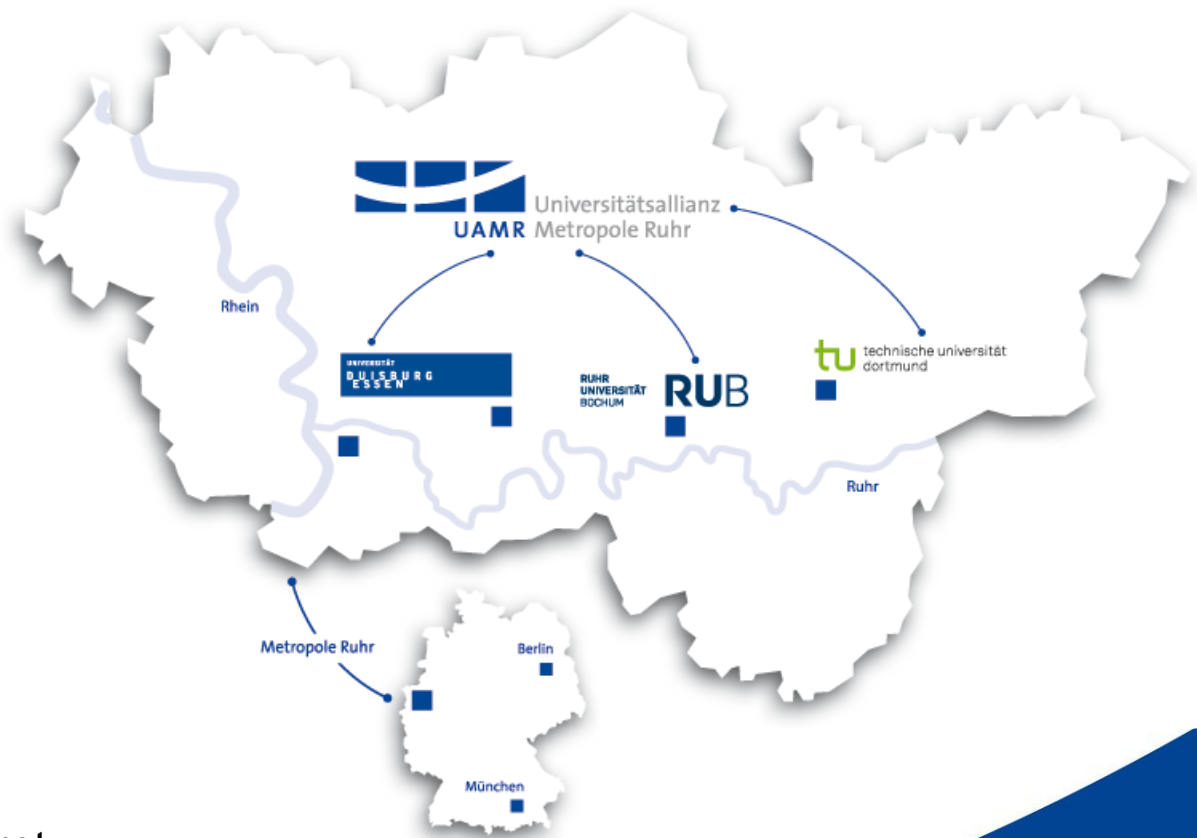 UAMR
Universitätsallianz
Metropole Ruhr
Rhein
UNIVERSITÄT
DUISBURG
ESSEN
RUHR
UNIVERSITÄT
BOCHUM
RUB
tu
technische universität
dortmund
Ruhr
Metropole Ruhr
Berlin
München